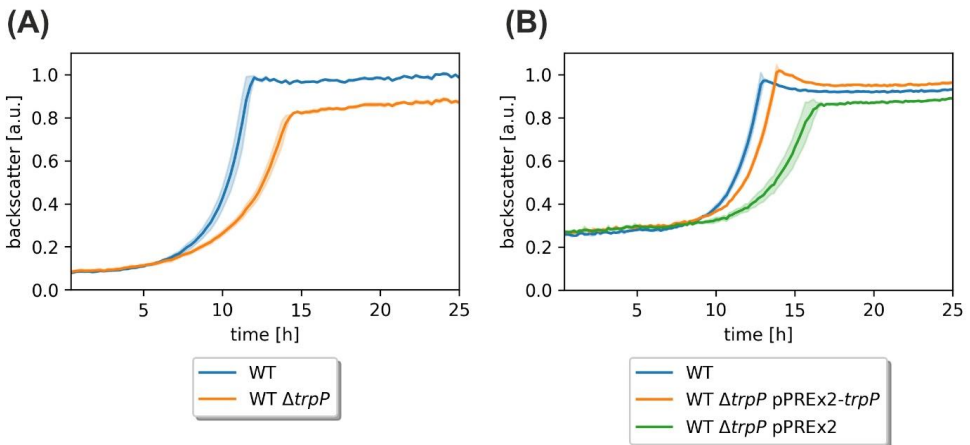 (A)
(B)
backscatter [a.u.]
1.0
0.8
0.6
0.4
0.2
0.0
5
10
15
20
25
time [h]
WT
WT ΔtrpP
backscatter [a.u.]
1.0
0.8
0.6
0.4
0.2
0.0
5
10
15
20
25
time [h]
WT
WT ΔtrpP pPREx2-trpP
WT ΔtrpP pPREx2